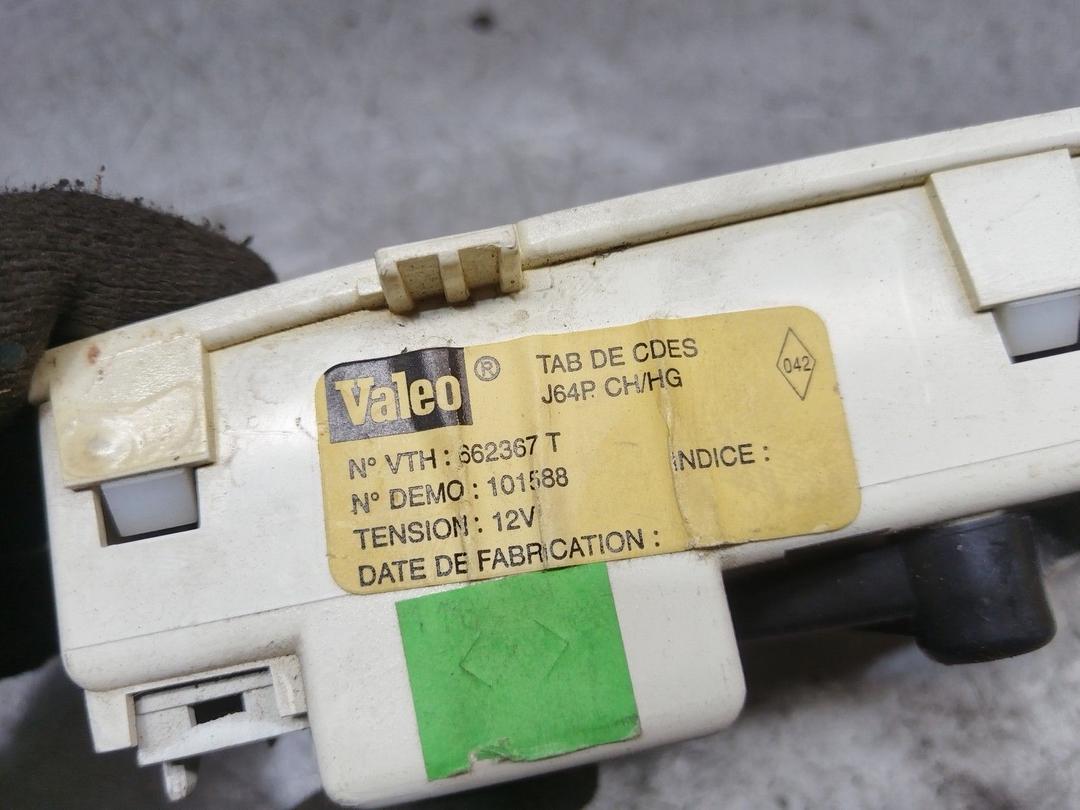 Valeo ®
TAB DE CDES
J64P. CH/HG
042
N° VTH : 662367 T
N° DEMO : 101588
INDICE :
TENSION : 12V
DATE DE FABRICATION :